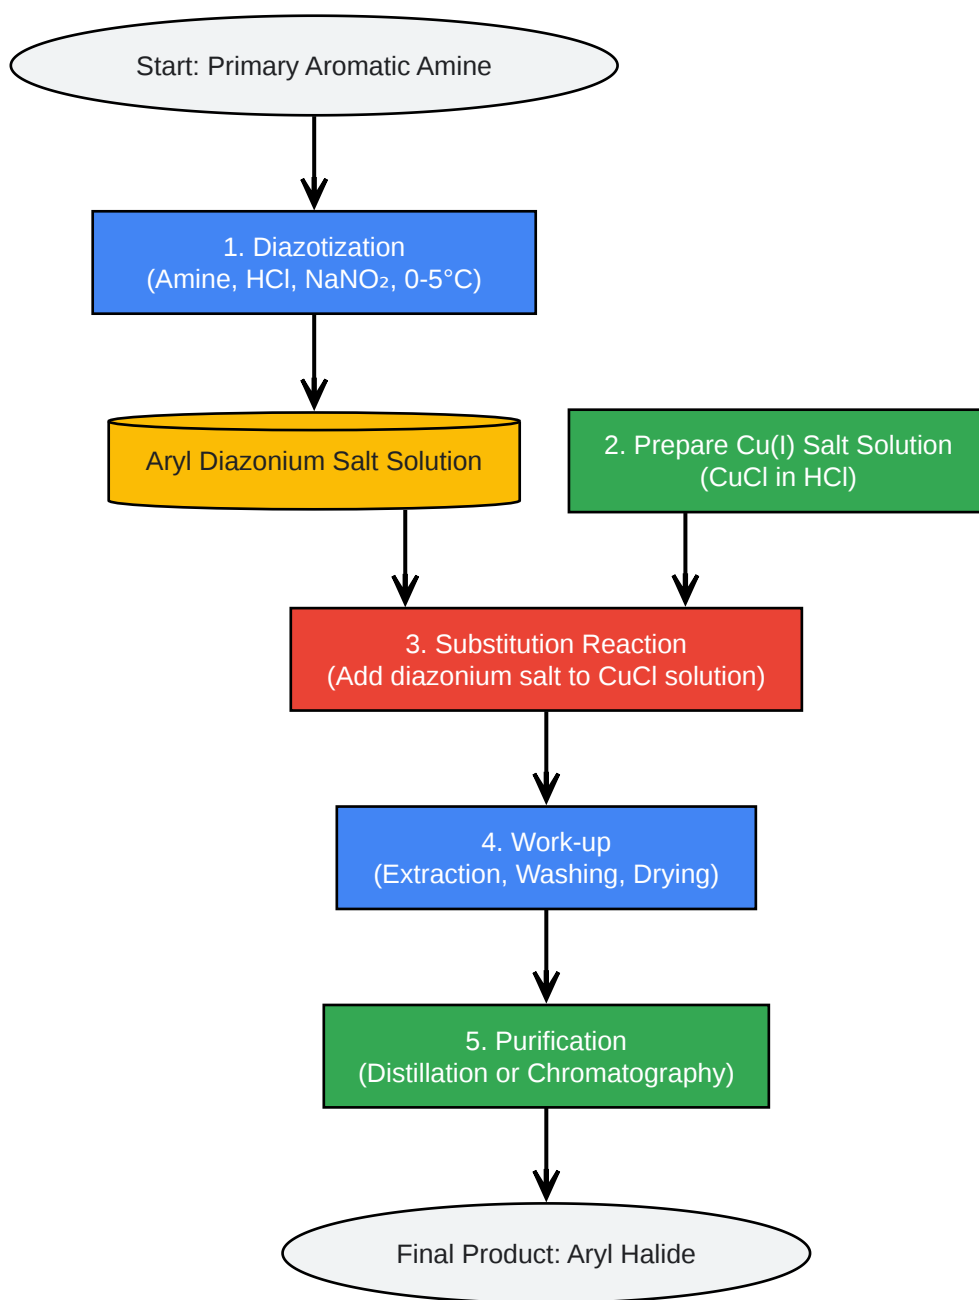 Start: Primary Aromatic Amine
1. Diazotization
(Amine, HCl, NaNO₂, 0-5°C)
Aryl Diazonium Salt Solution
2. Prepare Cu(I) Salt Solution
(CuCl in HCl)
3. Substitution Reaction
(Add diazonium salt to CuCl solution)
4. Work-up
(Extraction, Washing, Drying)
5. Purification
(Distillation or Chromatography)
Final Product: Aryl Halide